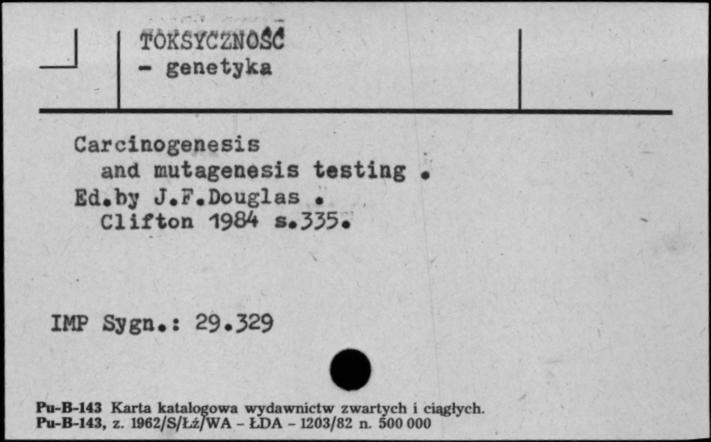 TOKSYCZNOŚĆ
- genetyka
Carcinogenesis
and mutagenesis testing .
Ed.by J.F.Douglas .
Clifton 1984 s.335.
IMP Sygn.: 29.329
Pu-B-143 Karta katalogowa wydawnictw zwartych i ciągłych.
Pu-B-143, z. 1962/S/Łż/WA - ŁDA - 1203/82 n. 500 000